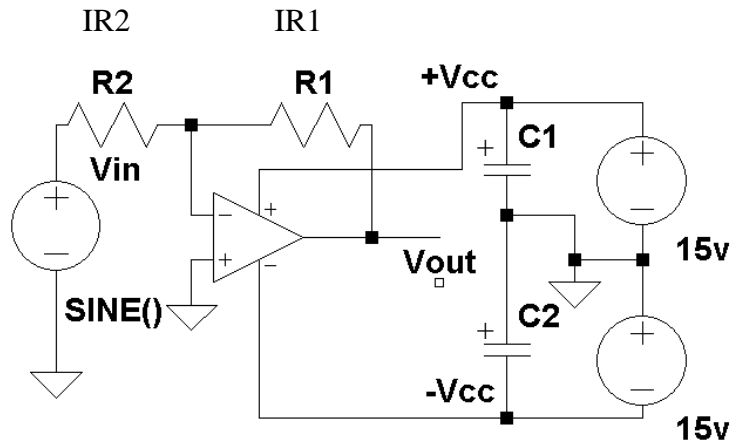 IR2 IR1
+Vcc
R2 R1
C1
Vin
15v
Vout
SINE()
C2
-Vcc
15v